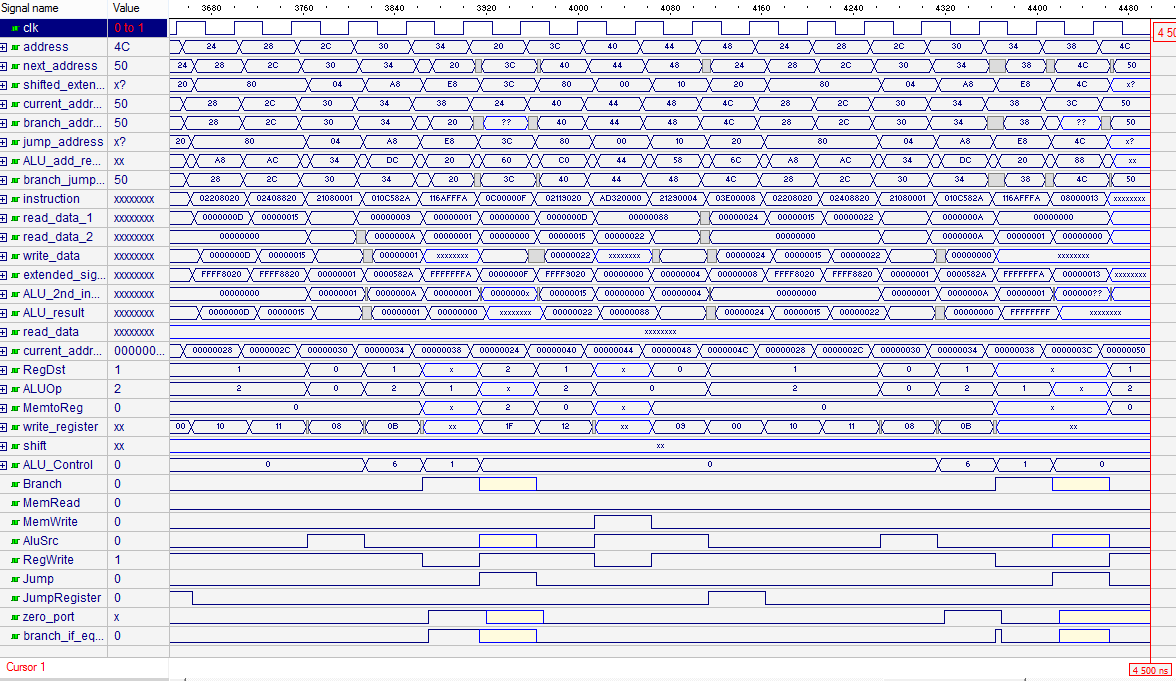 Signal name Value 3680 3760 3840 3920 4000 4080 4160 4240 4320 4400 4480
clk 0 to 1 4 50
address 4C 24 28 2C 30 34 20 3C 40 44 48 24 28 2C 30 34 38 4C
next_address 50 24 28 2C 30 34 20 3C 40 44 48 24 28 2C 30 34 38 4C 50
shifted_exten... x? 20 80 04 A8 E8 3C 80 00 10 20 80 04 A8 E8 4C x?
current_addr... 50 28 2C 30 34 38 24 40 44 48 4C 28 2C 30 34 38 3C 50
branch_addr... 50 28 2C 30 34 20 ?? 40 44 48 4C 28 2C 30 34 38 ?? 50
jump_address x? 20 80 04 A8 E8 3C 80 00 10 20 80 04 A8 E8 4C x?
ALU_add_re... xx A8 AC 34 DC 20 60 C0 44 58 6C A8 AC 34 DC 20 88 xx
branch_jump... 50 28 2C 30 34 20 3C 40 44 48 4C 28 2C 30 34 38 4C 50
instruction xxxxxxxx 02208020 02408820 21080001 010C582A 116AFFFA 0C00000F 02119020 AD320000 21290004 03E00008 02208020 02408820 21080001 010C582A 116AFFFA 08000013 xxxxxxxx
read_data_1 xxxxxxxx 0000000D 00000015 00000009 00000001 00000000 0000000D 00000088 00000024 00000015 00000022 0000000A 00000000
read_data_2 xxxxxxxx 00000000 0000000A 00000001 00000000 00000015 00000022 00000000 0000000A 00000001 00000000
write_data xxxxxxxx 0000000D 00000015 00000001 xxxxxxxx 00000022 xxxxxxxx 00000024 00000015 00000022 00000000 xxxxxxxx
extended_sig... xxxxxxxx FFFF8020 FFFF8820 00000001 0000582A FFFFFFFA 0000000F FFFF9020 00000000 00000004 00000008 FFFF8020 FFFF8820 00000001 0000582A FFFFFFFA 00000013 xxxxxxxx
ALU_2nd_in... xxxxxxxx 00000000 00000001 0000000A 00000001 0000000x 00000015 00000000 00000004 00000000 00000001 0000000A 00000001 000000??
ALU_result xxxxxxxx 0000000D 00000015 00000001 00000000 xxxxxxxx 00000022 00000088 00000024 00000015 00000022 00000000 FFFFFFFF xxxxxxxx
read_data xxxxxxxx xxxxxxxx
current_addr... 000000... 00000028 0000002C 00000030 00000034 00000038 00000024 00000040 00000044 00000048 0000004C 00000028 0000002C 00000030 00000034 00000038 0000003C 00000050
RegDst 1 1 0 1 x 2 1 x 0 1 0 1 x 1
ALUOp 2 2 0 2 1 x 2 0 2 0 2 1 x 2
MemtoReg 0 0 x 2 0 x 0 x 0
write_register xx 00 10 11 08 0B xx 1F 12 xx 09 00 10 11 08 0B xx
shift xx xx
ALU_Control 0 0 6 1 0 6 1 0
Branch 0
MemRead 0
MemWrite 0
AluSrc 0
RegWrite 1
Jump 0
JumpRegister 0
zero_port x
branch_if_eq... 0
Cursor 1 4 500 ns